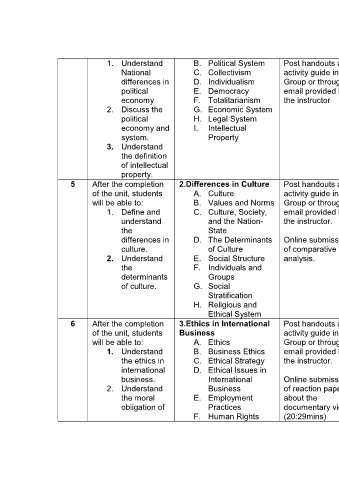 1. Understand
National
differences in
political
economy
2. Discuss the
political
economy and
system.
3. Understand
the definition
of intellectual
property.
B. Political System
C. Collectivism
D. Individualism
E. Democracy
F. Totalitarianism
G. Economic System
H. Legal System
I. Intellectual
Property
Post handouts
activity guide in
Group or
email provided
the instructor
5
After the completion
of the unit, students
will be able to:
1. Define and
understand
the
differences in
culture.
2. Understand
the
determinants
of culture.
2.Differences in Culture
A. Culture
B. Values and Norms
C. Culture, Society,
and the Nation-
State
D. The Determinants
of Culture
E. Social Structure
F. Individuals and
Groups
G. Social
Stratification
H. Religious and
Ethical System
Post handouts
activity guide in
Group or
email provided
the instructor.
Online
of comparative
analysis.
6
After the completion
of the unit, students
will be able to:
1. Understand
the ethics in
international
business.
2. Understand
the moral
obligation of
3.Ethics in International
Business
A. Ethics
B. Business Ethics
C. Ethical Strategy
D. Ethical Issues in
International
Business
E. Employment
Practices
F. Human Rights
Post handouts
activity guide in
Group or
email provided
the instructor.
Online
of reaction
about the
documentary
(20:29mins)